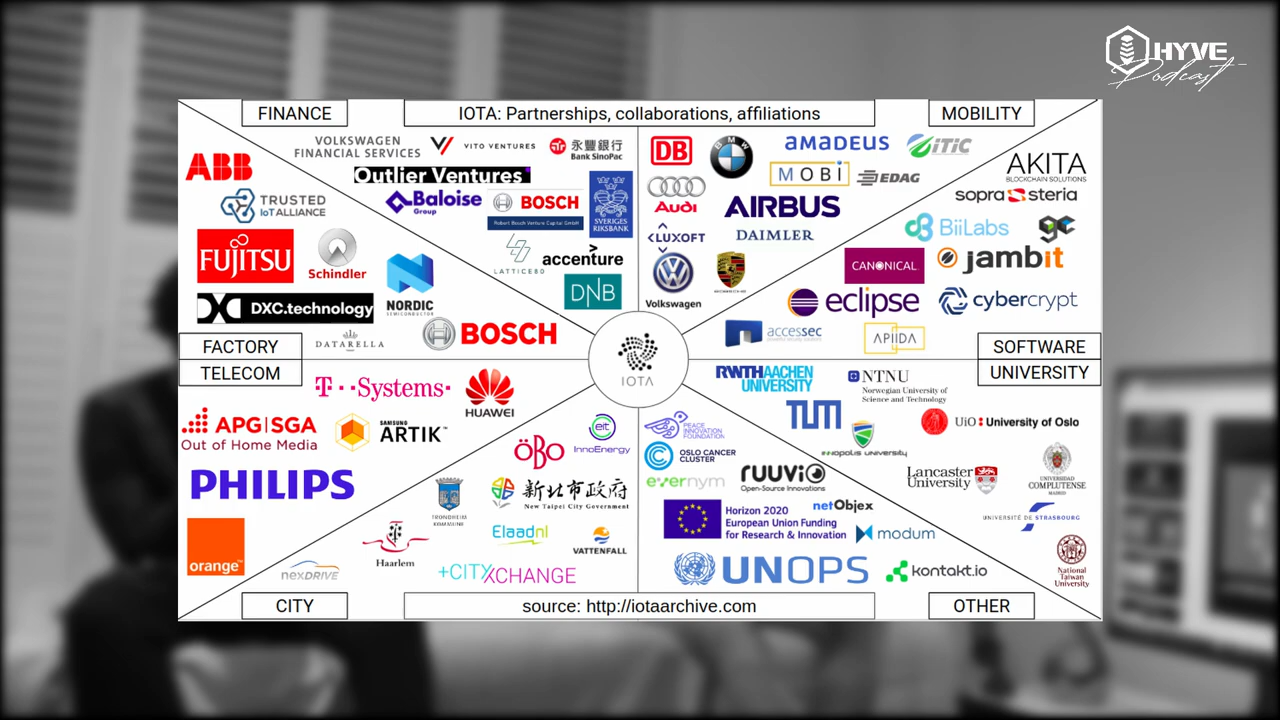 HYVE
Podcast
FINANCE
IOTA: Partnerships, collaborations, affiliations
MOBILITY
VOLKSWAGEN
FINANCIAL SERVICES
VITO VENTURES
永豐銀行
Bank SinoPac
ABB
Outlier Ventures
TRUSTED
IoT ALLIANCE
Baloise
Group
BOSCH
Robert Bosch Venture Capital GmbH
SVERIGES
RIKSBANK
FUJITSU
Schindler
LATTICE80
accenture
DNB
DXC.technology
NORDIC
SEMICONDUCTOR
DATARELLA
BOSCH
DB
BMW
amadeus
iTiC
MOBI
EDAG
Audi
AIRBUS
LUXOFT
DAIMLER
Volkswagen
AKITA
BLOCKCHAIN SOLUTIONS
sopra steria
BiiLabs
gc
CANONICAL
jambit
eclipse
cybercrypt
accessec
APIIDA
FACTORY
TELECOM
IOTA
SOFTWARE
UNIVERSITY
T··Systems·
HUAWEI
APG|SGA
Out of Home Media
SAMSUNG
ARTIK™
PHILIPS
orange™
RWTHAACHEN
UNIVERSITY
NTNU
Norwegian University of
Science and Technology
TUM
UiO: University of Oslo
INNOPOLIS UNIVERSITY
Lancaster
University
UNIVERSIDAD
COMPLUTENSE
MADRID
UNIVERSITÉ DE STRASBOURG
National
Taiwan
University
ÖBO
eit
InnoEnergy
TRONDHEIM
KOMMUNE
新北市政府
New Taipei City Government
Haarlem
Elaadnl
VATTENFALL
nexDRIVE
+CITYXCHANGE
PEACE
INNOVATION
FOUNDATION
OSLO CANCER
CLUSTER
evernym
ruuvi
Open-Source Innovations
Horizon 2020
European Union Funding
for Research & Innovation
netObjex
modum
UNOPS
kontakt.io
CITY
source: http://iotaarchive.com
OTHER